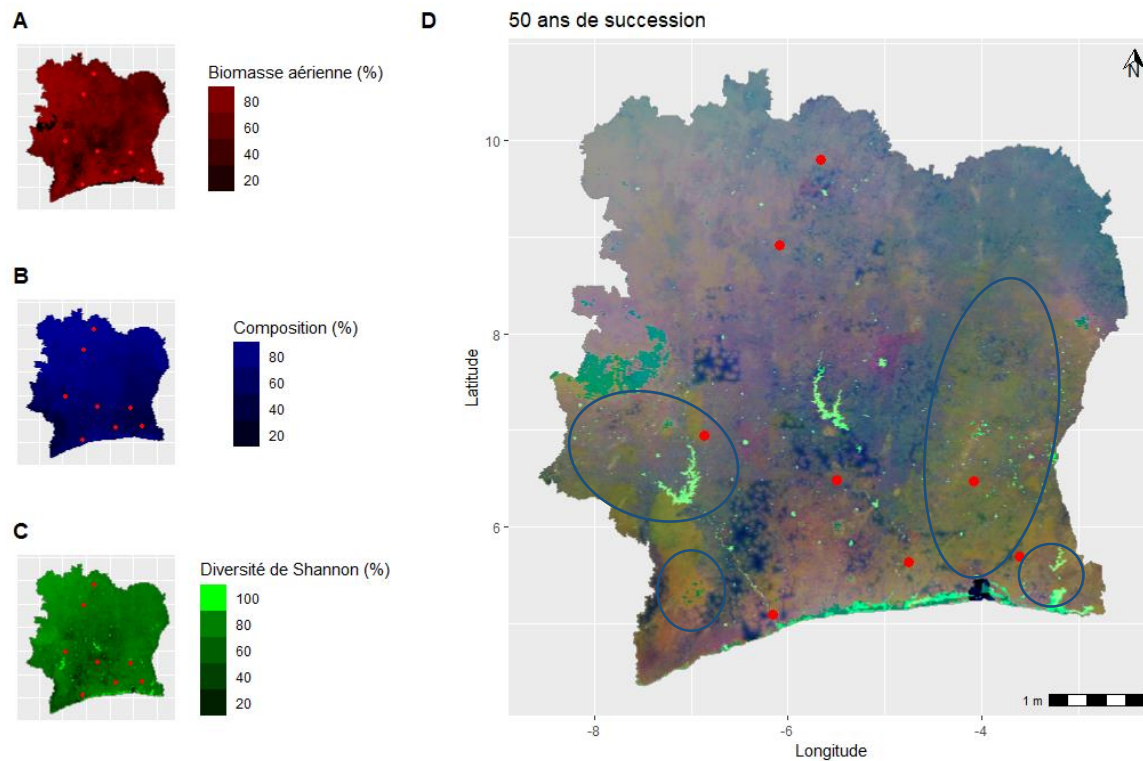 A
Biomasse aérienne (%)
80
60
40
20
B
Composition (%)
80
60
40
20
C
Diversité de Shannon (%)
100
80
60
40
20
D
50 ans de succession
N
10
8
6
Latitude
1 m
-8
-6
-4
Longitude